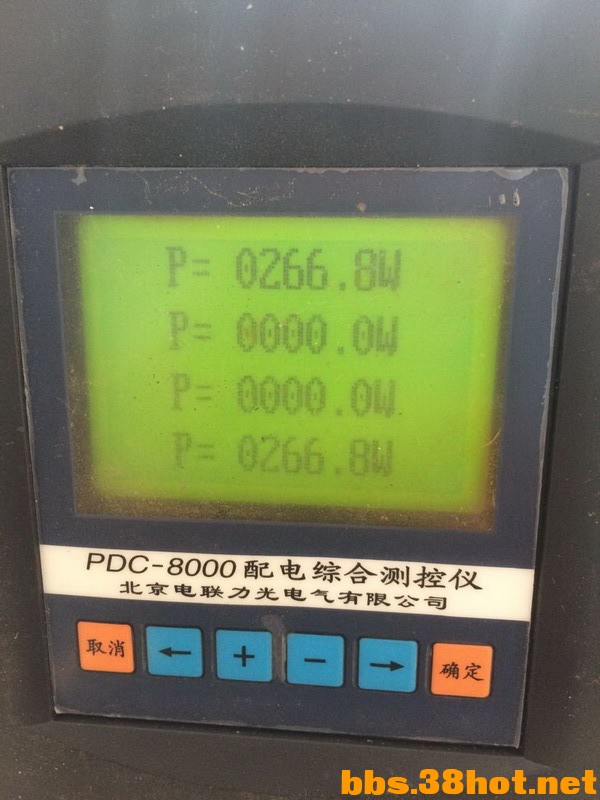 P= 0266.8W
P= 0000.0W
P= 0000.0W
P= 0266.8W
PDC-8000配电综合测控仪
北京电联力光电气有限公司
取消 ← + − → 确定
bbs.38hot.net